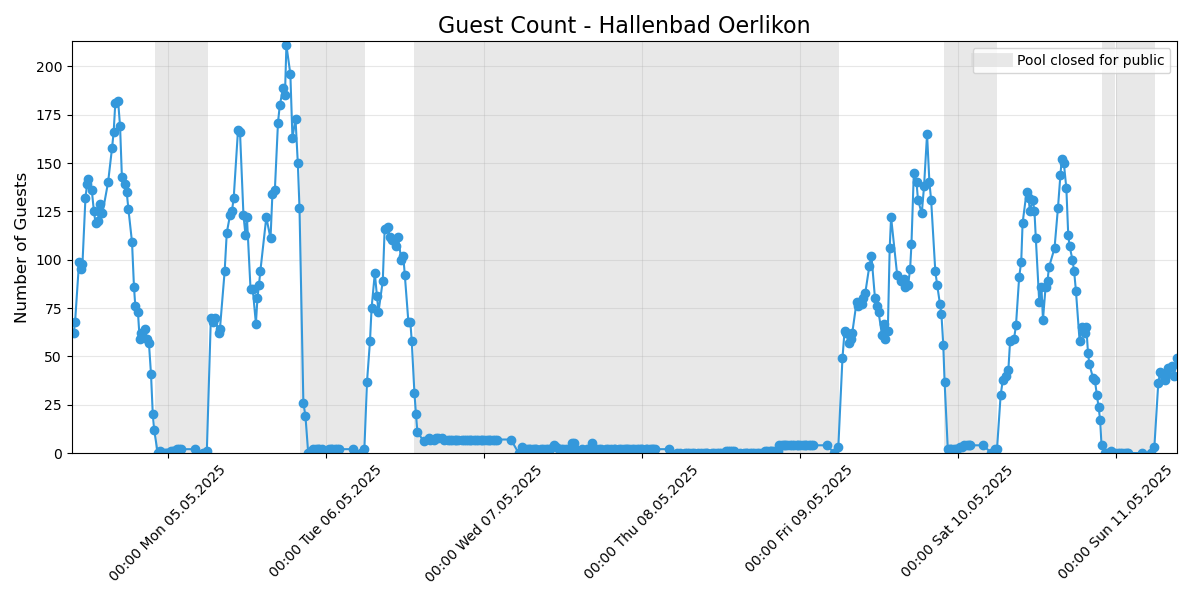 Guest Count - Hallenbad Oerlikon
Pool closed for public
Number of Guests
200
175
150
125
100
75
50
25
0
00:00 Mon 05.05.2025
00:00 Tue 06.05.2025
00:00 Wed 07.05.2025
00:00 Thu 08.05.2025
00:00 Fri 09.05.2025
00:00 Sat 10.05.2025
00:00 Sun 11.05.2025